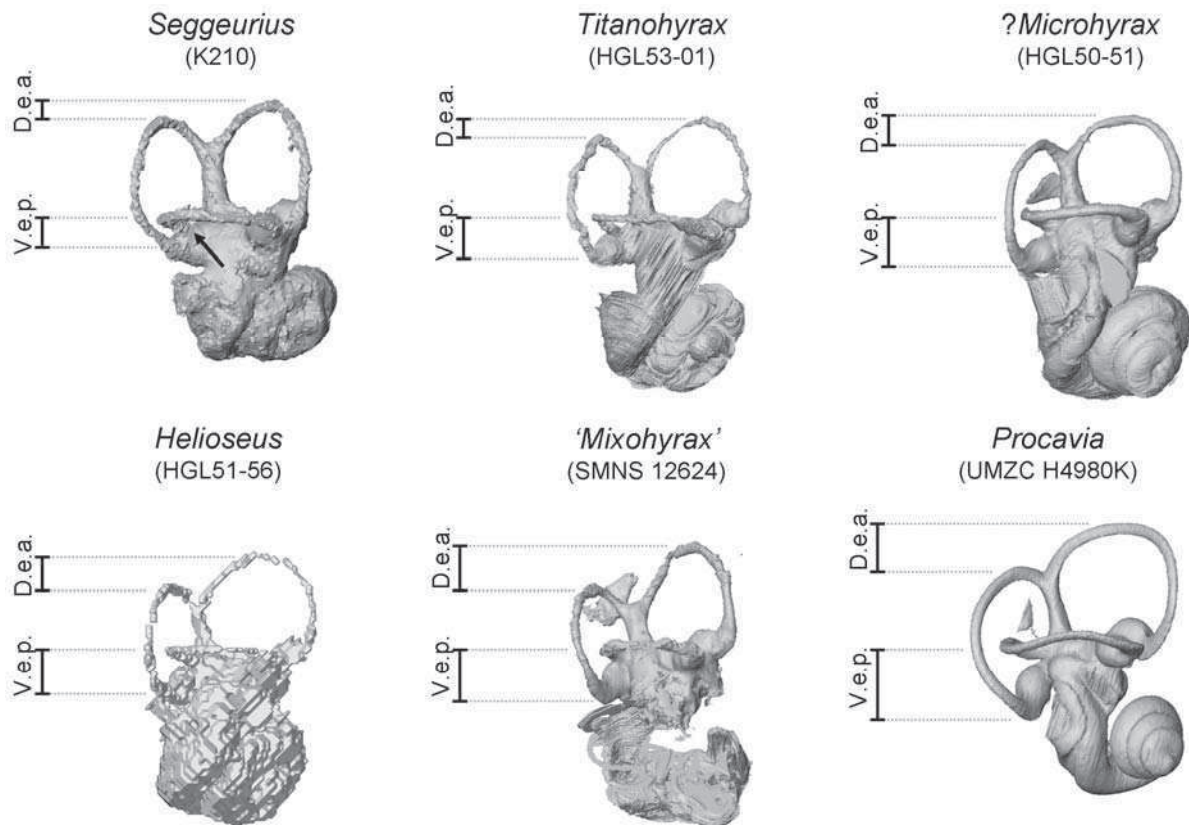 Seggeurius
(K210)
D.e.a.
V.e.p.
Titanohyrax
(HGL53-01)
D.e.a.
V.e.p.
?Microhyrax
(HGL50-51)
D.e.a.
V.e.p.
Helioseus
(HGL51-56)
D.e.a.
V.e.p.
‘Mixohyrax’
(SMNS 12624)
D.e.a.
V.e.p.
Procavia
(UMZC H4980K)
D.e.a.
V.e.p.